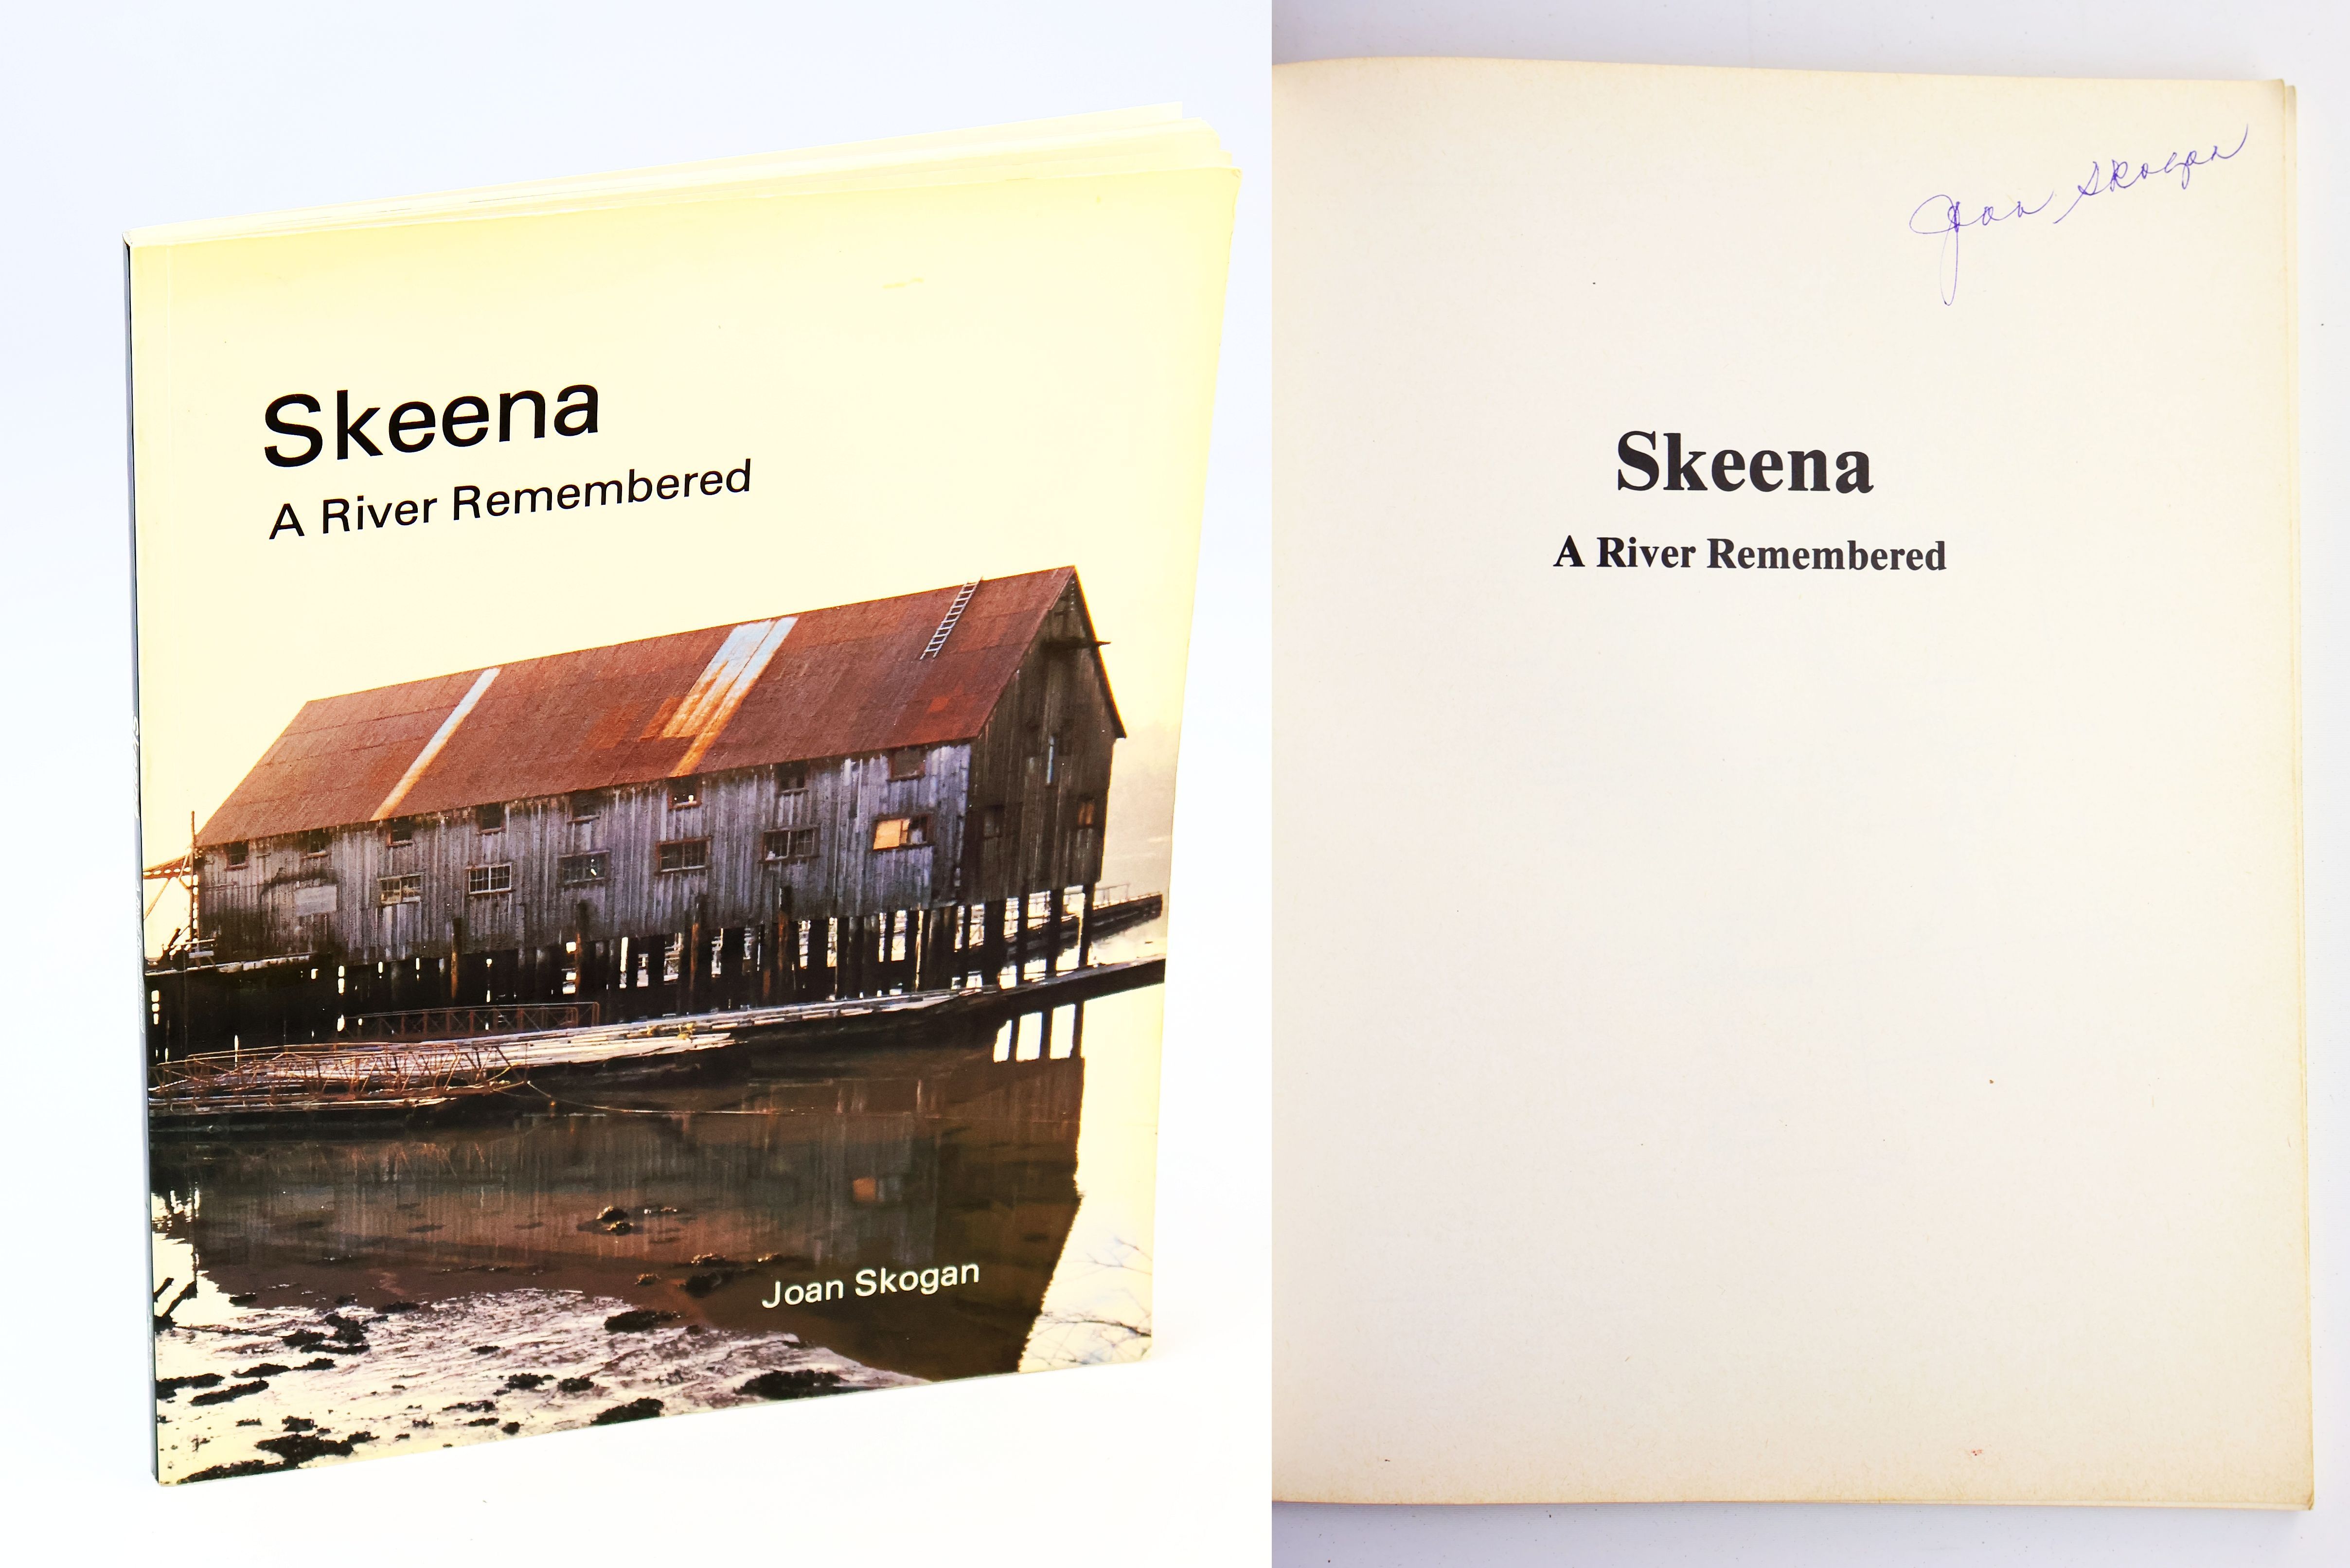 Skeena
A River Remembered
Joan Skogan
Joan Skogan
Skeena
A River Remembered